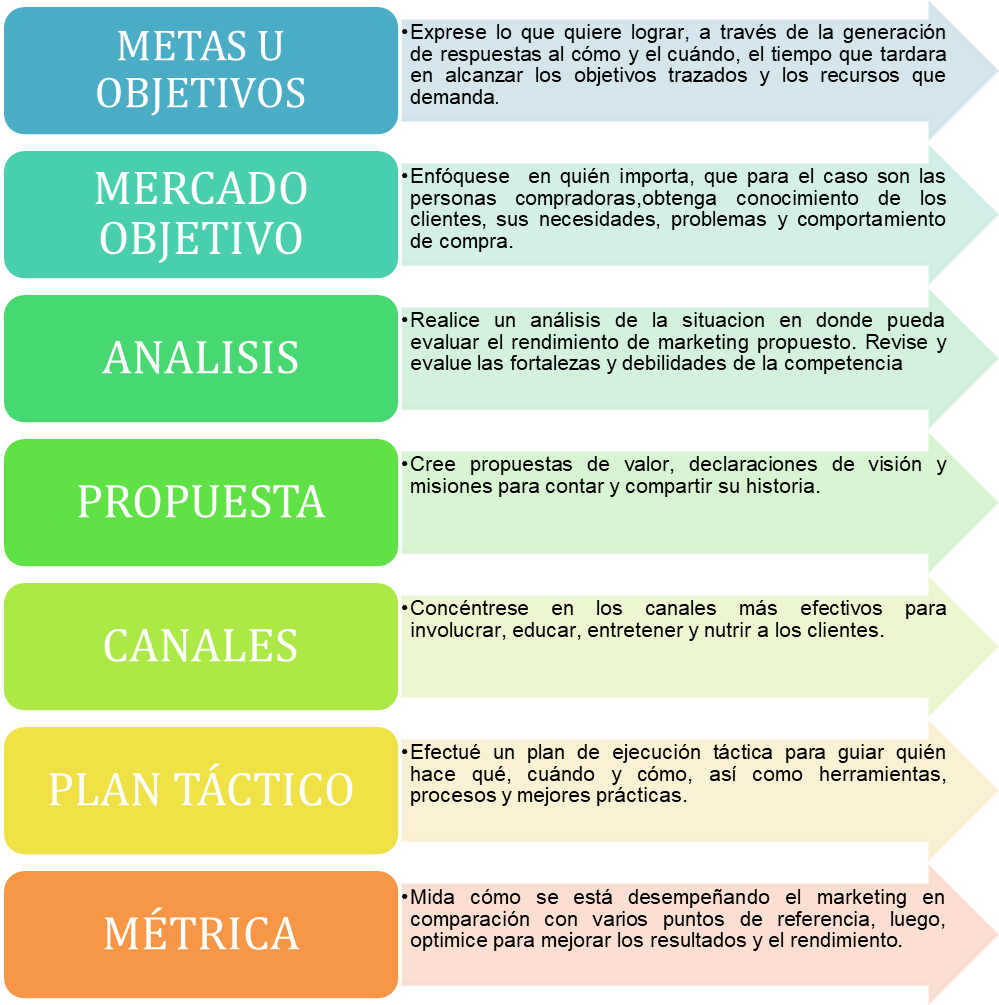 METAS U
OBJETIVOS
•Exprese lo que quiere lograr, a través de la generación
de respuestas al cómo y el cuándo, el tiempo que tardara
en alcanzar los objetivos trazados y los recursos que
demanda.
MERCADO
OBJETIVO
•Enfóquese en quién importa, que para el caso son las
personas compradoras,obtenga conocimiento de los
clientes, sus necesidades, problemas y comportamiento
de compra.
ANALISIS
•Realice un análisis de la situacion en donde pueda
evaluar el rendimiento de marketing propuesto. Revise y
evalue las fortalezas y debilidades de la competencia
PROPUESTA
•Cree propuestas de valor, declaraciones de visión y
misiones para contar y compartir su historia.
CANALES
•Concéntrese en los canales más efectivos para
involucrar, educar, entretener y nutrir a los clientes.
PLAN TÁCTICO
•Efectué un plan de ejecución táctica para guiar quién
hace qué, cuándo y cómo, así como herramientas,
procesos y mejores prácticas.
MÉTRICA
•Mida cómo se está desempeñando el marketing en
comparación con varios puntos de referencia, luego,
optimice para mejorar los resultados y el rendimiento.